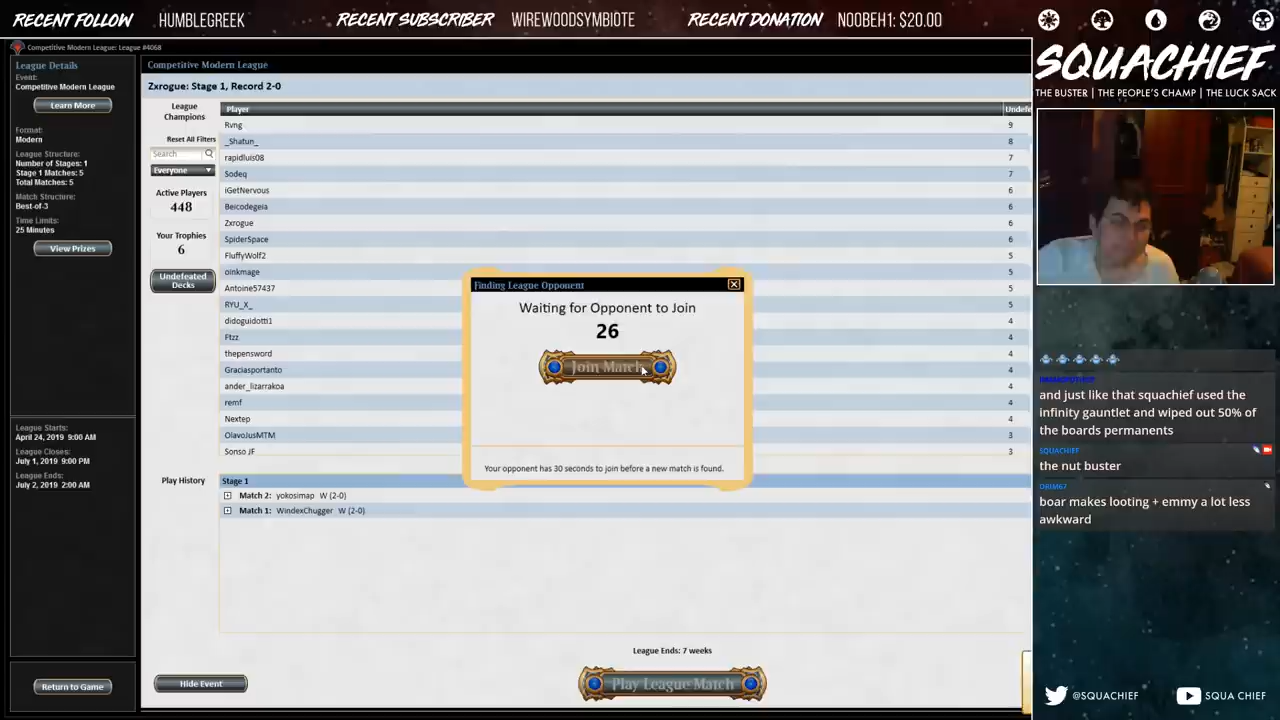 RECENT FOLLOW HUMBLEGREEK RECENT SUBSCRIBER WIREWOODSYMBIOTE RECENT DONATION NOOBEH1: $20.00
SQUACHIEF
THE BUSTER | THE PEOPLE'S CHAMP | THE LUCK SACK
Competitive Modern League: League #4068
League Details
Event:
Competitive Modern League
Learn More
Format:
Modern
League Structure:
Number of Stages: 1
Stage 1 Matches: 5
Total Matches: 5
Match Structure:
Best-of-3
Time Limits:
25 Minutes
View Prizes
League Starts:
April 24, 2019 9:00 AM
League Closes:
July 1, 2019 9:00 PM
League Ends:
July 2, 2019 2:00 AM
Return to Game
Competitive Modern League
Zxrogue: Stage 1, Record 2-0
League
Champions
Reset All Filters
Search
Everyone
Active Players
448
Your Trophies
6
Undefeated
Decks
Player Undefe
Rvng 9
_Shatun_ 8
rapidluis08 7
Sodeq 7
iGetNervous 6
Beicodegeia 6
Zxrogue 6
SpiderSpace 6
FluffyWolf2 5
oinkmage 5
Antoine57437 5
RYU_X_ 5
didoguidotti1 4
Ftzz 4
thepensword 4
Graciasportanto 4
ander_lizarrakoa 4
remf 4
Nextep 4
OlavoJusMTM 3
Sonso JF 3
Finding League Opponent
Waiting for Opponent to Join
26
Join Match
Your opponent has 30 seconds to join before a new match is found.
Play History
Stage 1
Match 2: yokosimap W (2-0)
Match 1: WindexChugger W (2-0)
League Ends: 7 weeks
Hide Event
Play League Match
and just like that squachief used the
infinity gauntlet and wiped out 50% of
the boards permanents
SQUACHIEF
the nut buster
ORIM67
boar makes looting + emmy a lot less
awkward
@SQUACHIEF
SQUA CHIEF